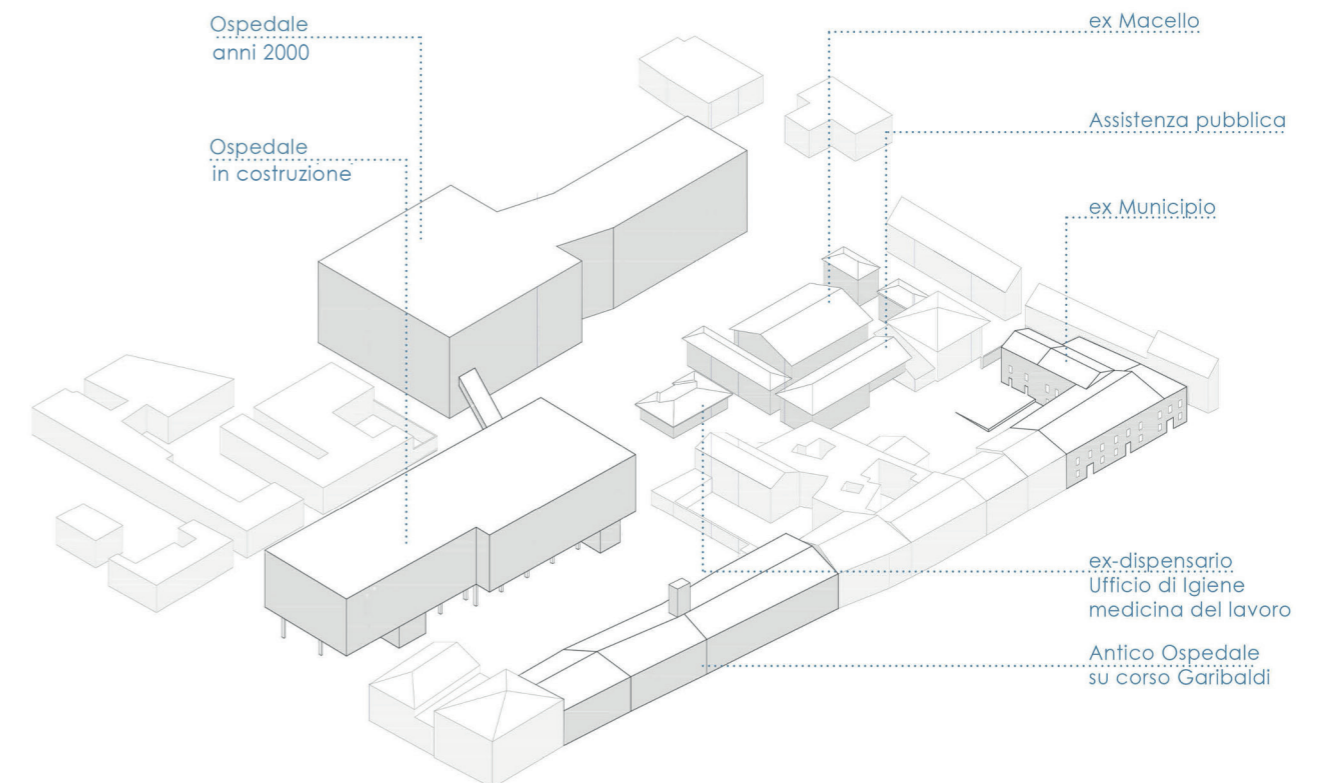 Ospedale
anni 2000
Ospedale
in costruzione
ex Macello
Assistenza pubblica
ex Municipio
ex-dispensario
Ufficio di Igiene
medicina del lavoro
Antico Ospedale
su corso Garibaldi